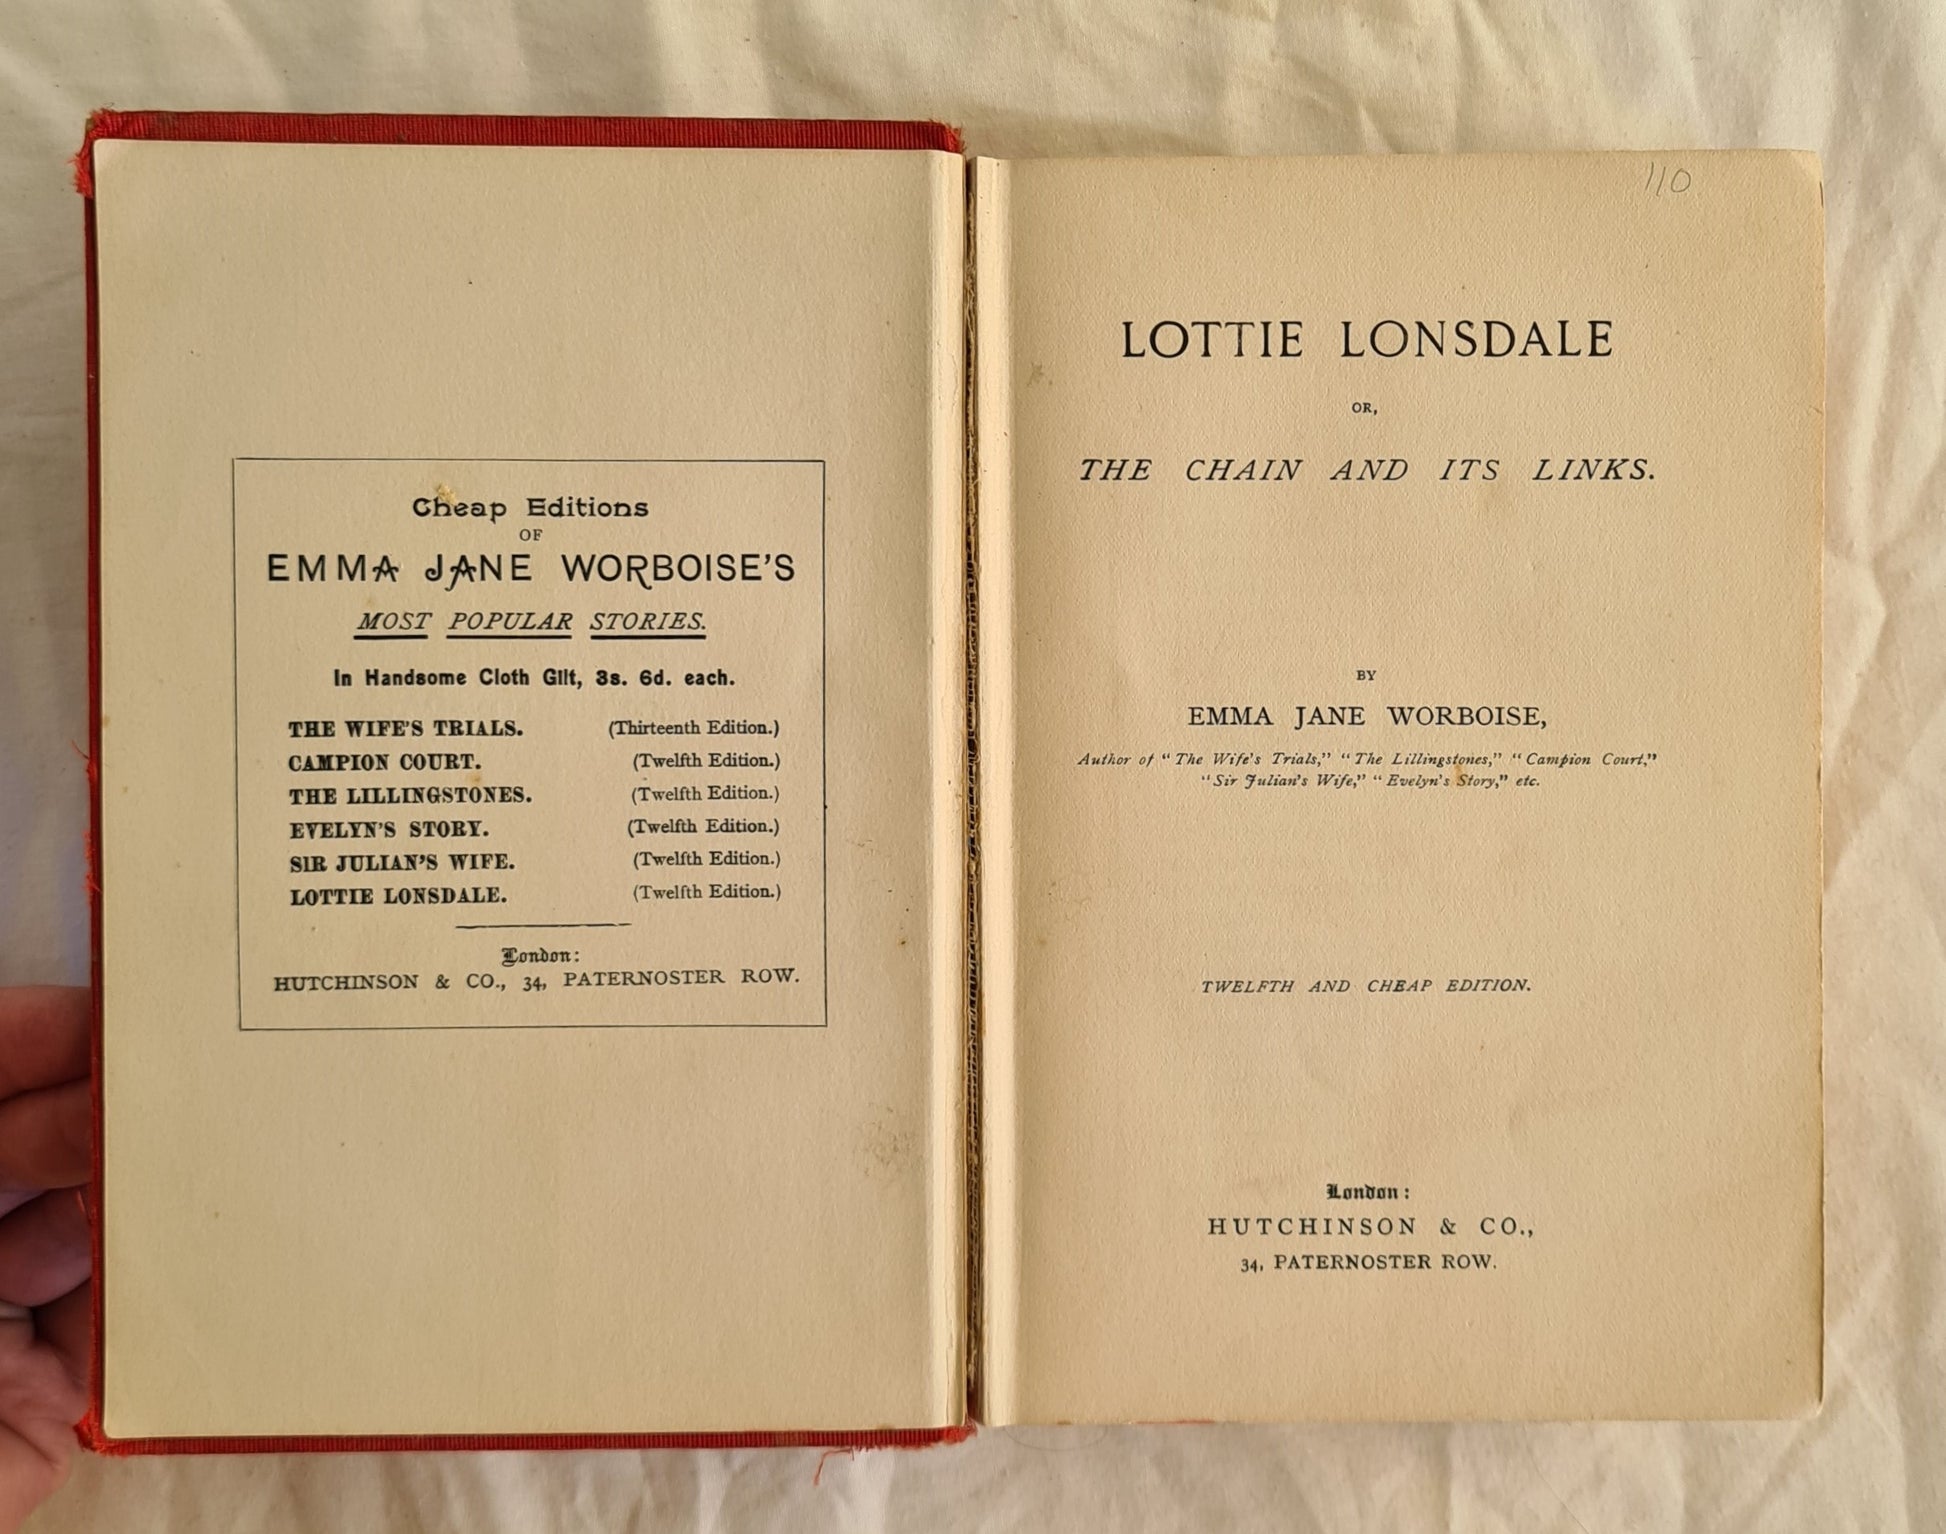 Cheap Editions
OF
EMMA JANE WORBOISE'S
MOST POPULAR STORIES.
In Handsome Cloth Gilt, 3s. 6d. each.
THE WIFE'S TRIALS. (Thirteenth Edition.)
CAMPION COURT. (Twelfth Edition.)
THE LILLINGSTONES. (Twelfth Edition.)
EVELYN'S STORY. (Twelfth Edition.)
SIR JULIAN'S WIFE. (Twelfth Edition.)
LOTTIE LONSDALE. (Twelfth Edition.)
London:
HUTCHINSON & CO., 34, PATERNOSTER ROW.
110
LOTTIE LONSDALE
OR,
THE CHAIN AND ITS LINKS.
BY
EMMA JANE WORBOISE,
Author of "The Wife's Trials," "The Lillingstones," "Campion Court,"
"Sir Julian's Wife," "Evelyn's Story," etc.
TWELFTH AND CHEAP EDITION.
London:
HUTCHINSON & CO.,
34, PATERNOSTER ROW.